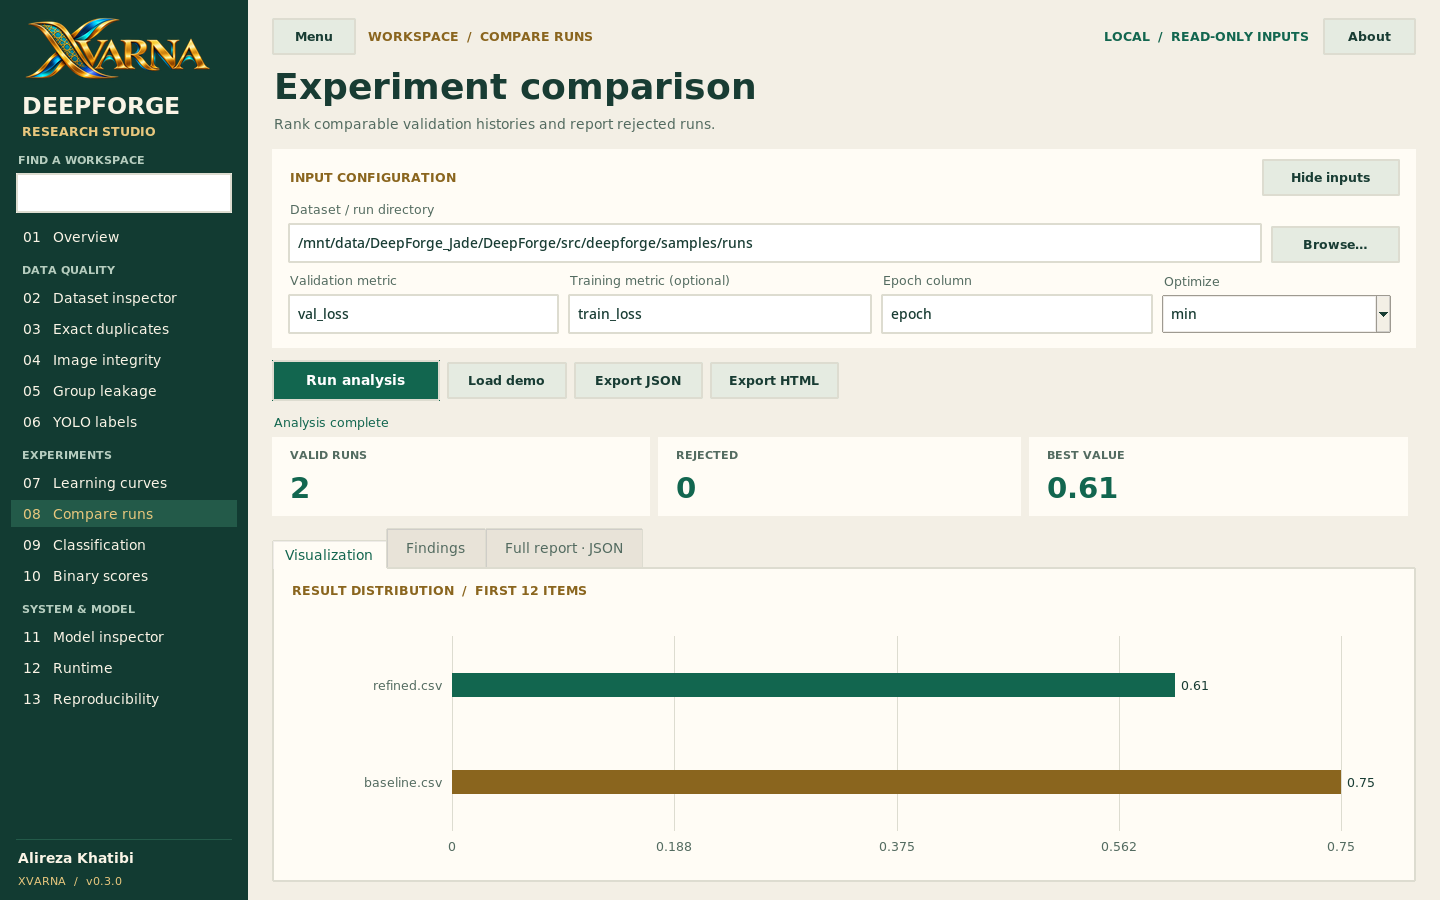 XVARNA
DEEPFORGE
RESEARCH STUDIO
FIND A WORKSPACE
01 Overview
DATA QUALITY
02 Dataset inspector
03 Exact duplicates
04 Image integrity
05 Group leakage
06 YOLO labels
EXPERIMENTS
07 Learning curves
08 Compare runs
09 Classification
10 Binary scores
SYSTEM & MODEL
11 Model inspector
12 Runtime
13 Reproducibility
Alireza Khatibi
XVARNA / v0.3.0
Menu WORKSPACE / COMPARE RUNS LOCAL / READ-ONLY INPUTS About
Experiment comparison
Rank comparable validation histories and report rejected runs.
INPUT CONFIGURATION Hide inputs
Dataset / run directory
/mnt/data/DeepForge_Jade/DeepForge/src/deepforge/samples/runs Browse...
Validation metric Training metric (optional) Epoch column Optimize
val_loss train_loss epoch min
Run analysis Load demo Export JSON Export HTML
Analysis complete
VALID RUNS REJECTED BEST VALUE
2 0 0.61
Visualization Findings Full report · JSON
RESULT DISTRIBUTION / FIRST 12 ITEMS
refined.csv 0.61
baseline.csv 0.75
0 0.188 0.375 0.562 0.75